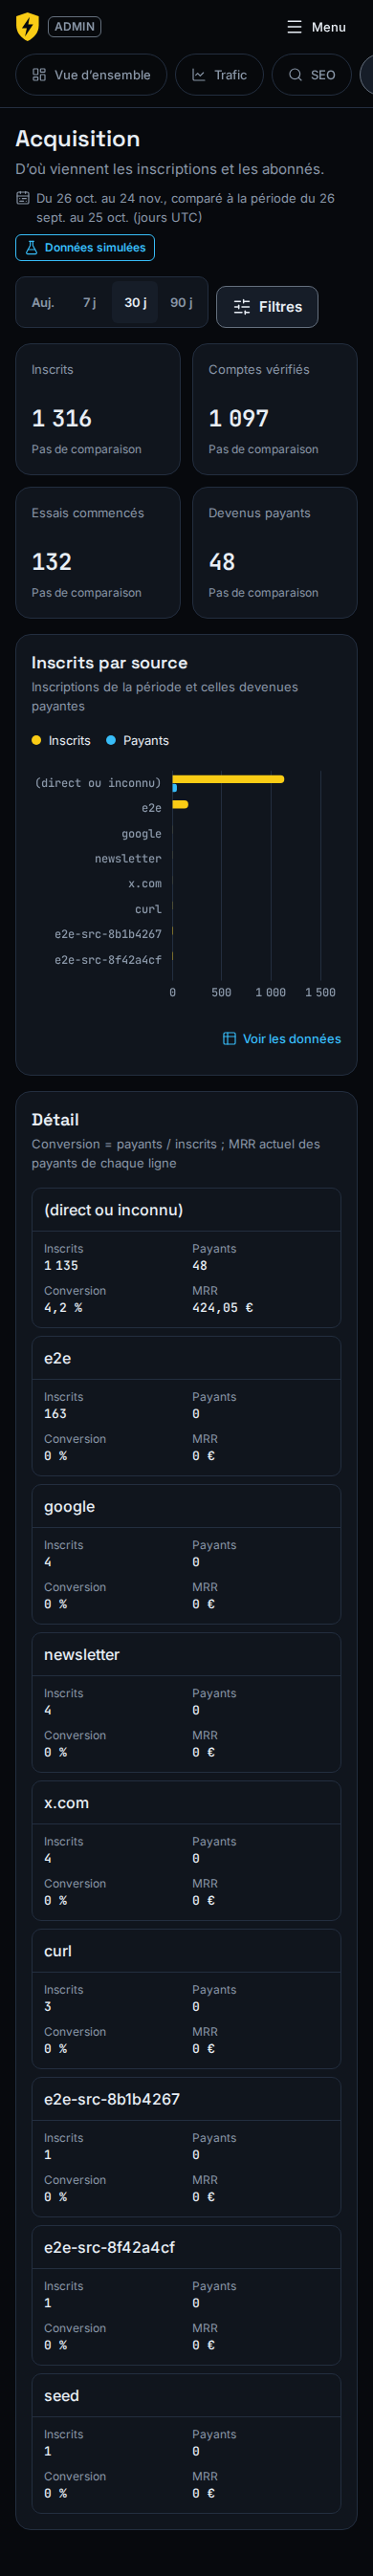 ADMIN
Menu
Vue d'ensemble
Trafic
SEO
Acquisition
D'où viennent les inscriptions et les abonnés.
Du 26 oct. au 24 nov., comparé à la période du 26
sept. au 25 oct. (jours UTC)
Données simulées
Auj.
7 j
30 j
90 j
Filtres
Inscrits
Comptes vérifiés
1 316
1 097
Pas de comparaison
Pas de comparaison
Essais commencés
Devenus payants
132
48
Pas de comparaison
Pas de comparaison
Inscrits par source
Inscriptions de la période et celles devenues
payantes
Inscrits
Payants
(direct ou inconnu)
e2e
google
newsletter
x.com
curl
e2e-src-8b1b4267
e2e-src-8f42a4cf
0
500
1 000
1 500
Voir les données
Détail
Conversion = payants / inscrits ; MRR actuel des
payants de chaque ligne
(direct ou inconnu)
Inscrits
Payants
1 135
48
Conversion
MRR
4,2 %
424,05 €
e2e
Inscrits
Payants
163
0
Conversion
MRR
0 %
0 €
google
Inscrits
Payants
4
0
Conversion
MRR
0 %
0 €
newsletter
Inscrits
Payants
4
0
Conversion
MRR
0 %
0 €
x.com
Inscrits
Payants
4
0
Conversion
MRR
0 %
0 €
curl
Inscrits
Payants
3
0
Conversion
MRR
0 %
0 €
e2e-src-8b1b4267
Inscrits
Payants
1
0
Conversion
MRR
0 %
0 €
e2e-src-8f42a4cf
Inscrits
Payants
1
0
Conversion
MRR
0 %
0 €
seed
Inscrits
Payants
1
0
Conversion
MRR
0 %
0 €